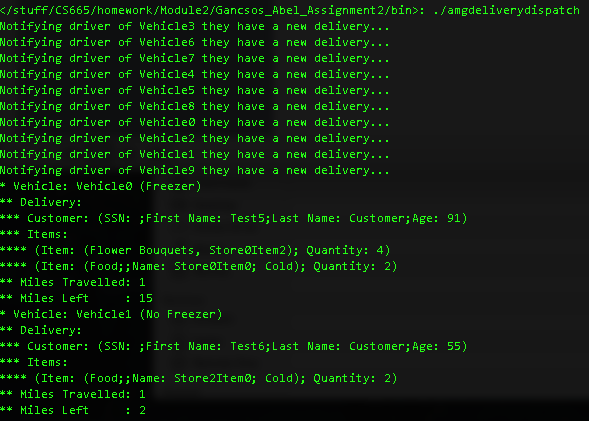 </stuff/CS665/homework/Module2/Gancsos_Abel_Assignment2/bin>: ./amgdeliverydispatch
Notifying driver of Vehicle3 they have a new delivery...
Notifying driver of Vehicle6 they have a new delivery...
Notifying driver of Vehicle7 they have a new delivery...
Notifying driver of Vehicle4 they have a new delivery...
Notifying driver of Vehicle5 they have a new delivery...
Notifying driver of Vehicle8 they have a new delivery...
Notifying driver of Vehicle0 they have a new delivery...
Notifying driver of Vehicle2 they have a new delivery...
Notifying driver of Vehicle1 they have a new delivery...
Notifying driver of Vehicle9 they have a new delivery...
* Vehicle: Vehicle0 (Freezer)
** Delivery:
*** Customer: (SSN: ;First Name: Test5;Last Name: Customer;Age: 91)
*** Items:
**** (Item: (Flower Bouquets, Store0Item2); Quantity: 4)
**** (Item: (Food;;Name: Store0Item0; Cold); Quantity: 2)
** Miles Travelled: 1
** Miles Left     : 15
* Vehicle: Vehicle1 (No Freezer)
** Delivery:
*** Customer: (SSN: ;First Name: Test6;Last Name: Customer;Age: 55)
*** Items:
**** (Item: (Food;;Name: Store2Item0; Cold); Quantity: 2)
** Miles Travelled: 1
** Miles Left     : 2